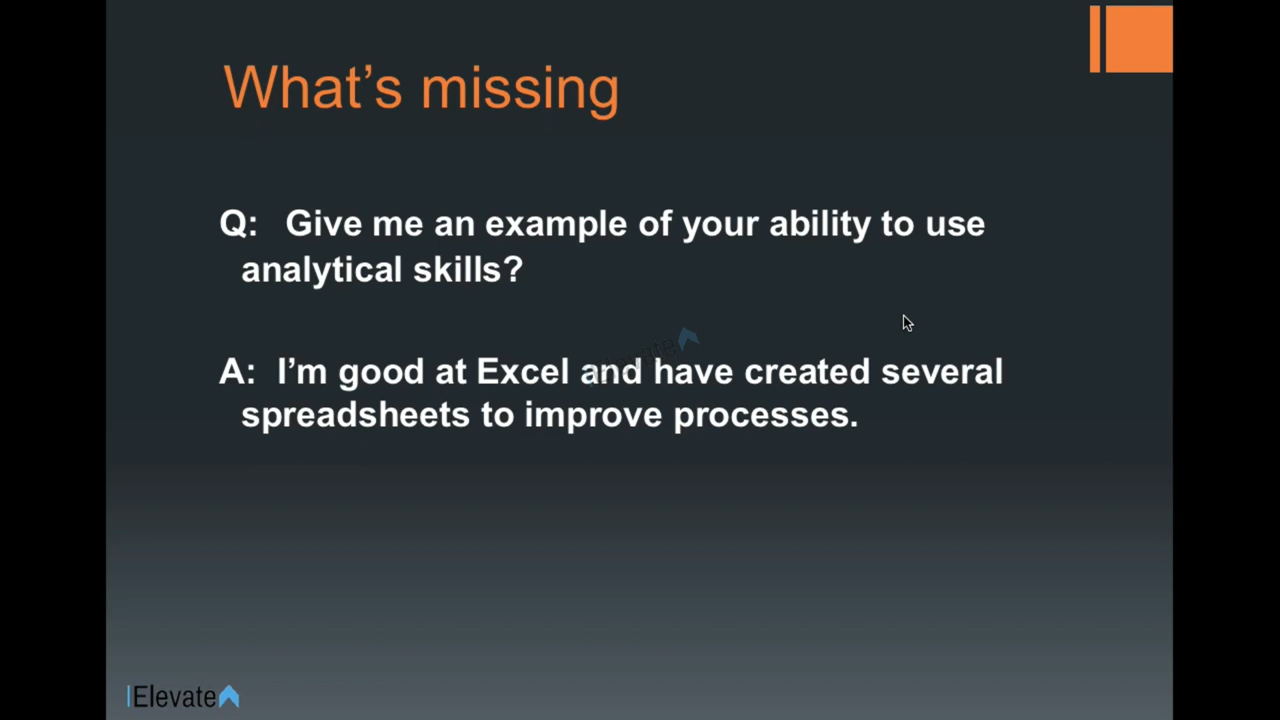 What’s missing
Q: Give me an example of your ability to use
analytical skills?
Elevate
A: I’m good at Excel and have created several
spreadsheets to improve processes.
Elevate